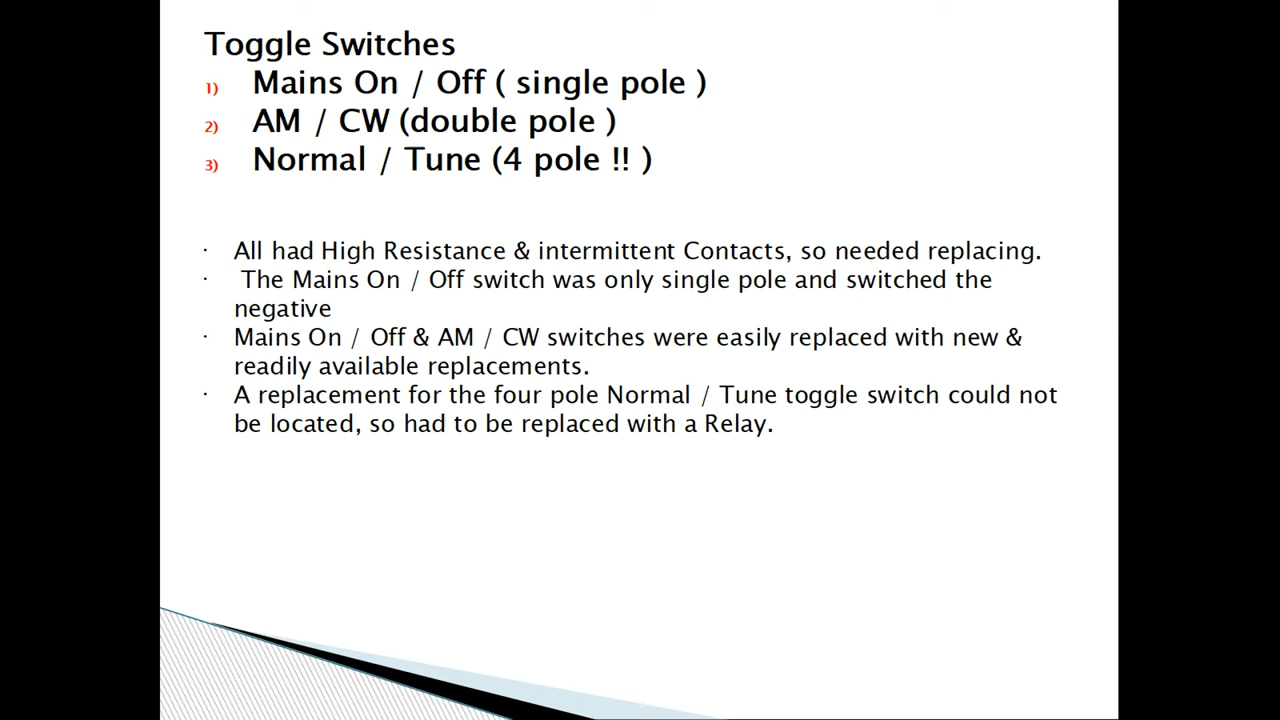 Toggle Switches
1) Mains On / Off ( single pole )
2) AM / CW (double pole )
3) Normal / Tune (4 pole !! )
· All had High Resistance & intermittent Contacts, so needed replacing.
· The Mains On / Off switch was only single pole and switched the
negative
· Mains On / Off & AM / CW switches were easily replaced with new &
readily available replacements.
· A replacement for the four pole Normal / Tune toggle switch could not
be located, so had to be replaced with a Relay.